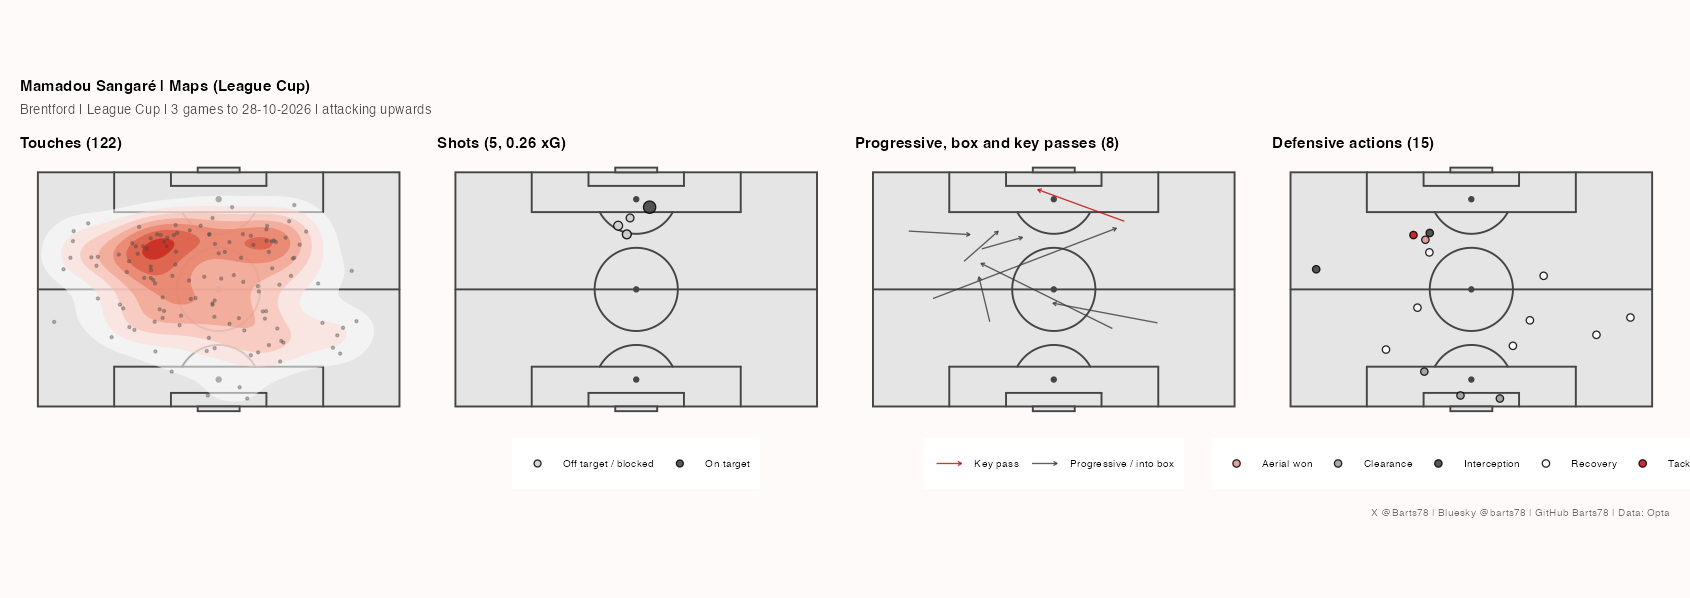 Mamadou Sangaré | Maps (League Cup)
Brentford | League Cup | 3 games to 28-10-2026 | attacking upwards
Touches (122)
Shots (5, 0.26 xG)
Progressive, box and key passes (8)
Defensive actions (15)
Off target / blocked
On target
Key pass
Progressive / into box
Aerial won
Clearance
Interception
Recovery
Tack
X @Barts78 | Bluesky @barts78 | GitHub Barts78 | Data: Opta